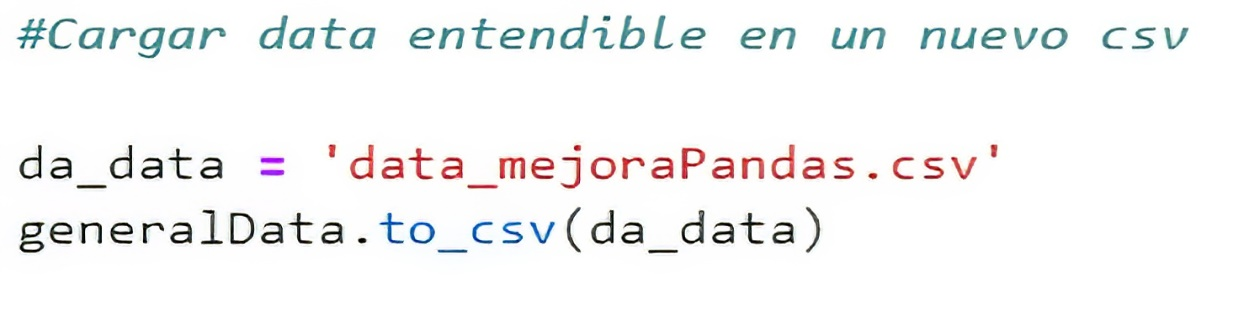 #Cargar data entendible en un nuevo csv
da_data = 'data_mejoraPandas.csv'
generalData.to_csv(da_data)